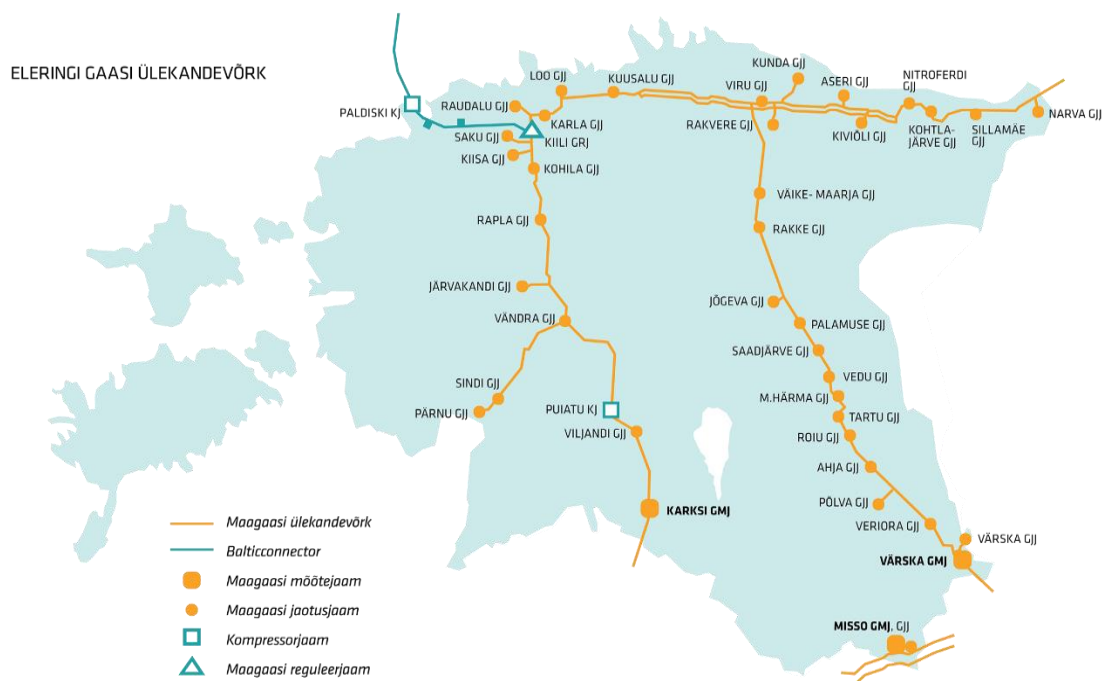 ELERINGI GAASI ÜLEKANDEVÕRK
PALDISKI KJ
RAUDALU GJJ
LOO GJJ
KUUSALU GJJ
KARLA GJJ
SAKU GJJ
KIILI GRJ
KIISA GJJ
KOHILA GJJ
VIRU GJJ
KUNDA GJJ
ASERI GJJ
NITROFERDI
GJJ
RAKVERE GJJ
KIVIÕLI GJJ
KOHTLA-
JÄRVE GJJ
SILLAMÄE
GJJ
NARVA GJJ
RAPLA GJJ
VÄIKE- MAARJA GJJ
RAKKE GJJ
JÄRVAKANDI GJJ
JÕGEVA GJJ
VÄNDRA GJJ
PALAMUSE GJJ
SAADJÄRVE GJJ
VEDU GJJ
SINDI GJJ
M.HÄRMA GJJ
PÄRNU GJJ
PUIATU KJ
TARTU GJJ
VILJANDI GJJ
ROIU GJJ
AHJA GJJ
PÕLVA GJJ
KARKSI GMJ
VERIORA GJJ
VÄRSKA GJJ
VÄRSKA GMJ
MISSO GMJ, GJJ
Maagaasi ülekandevõrk
Balticconnector
Maagaasi mõõtejaam
Maagaasi jaotusjaam
Kompressorjaam
Maagaasi reguleerjaam